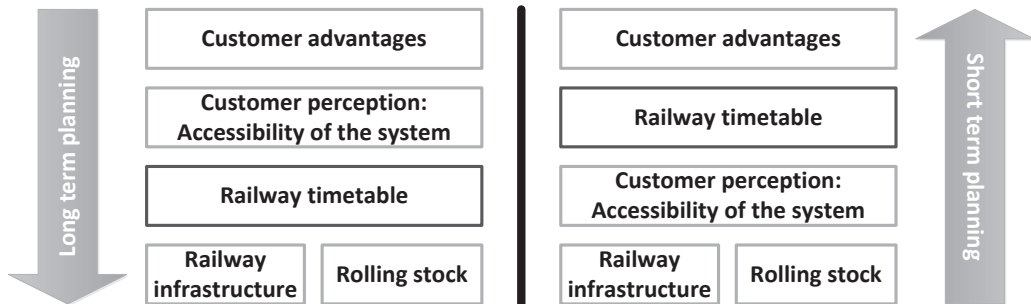 Long term planning
Customer advantages
Customer perception:
Accessibility of the system
Railway timetable
Railway
infrastructure
Rolling stock
Customer advantages
Railway timetable
Customer perception:
Accessibility of the system
Railway
infrastructure
Rolling stock
Short term planning